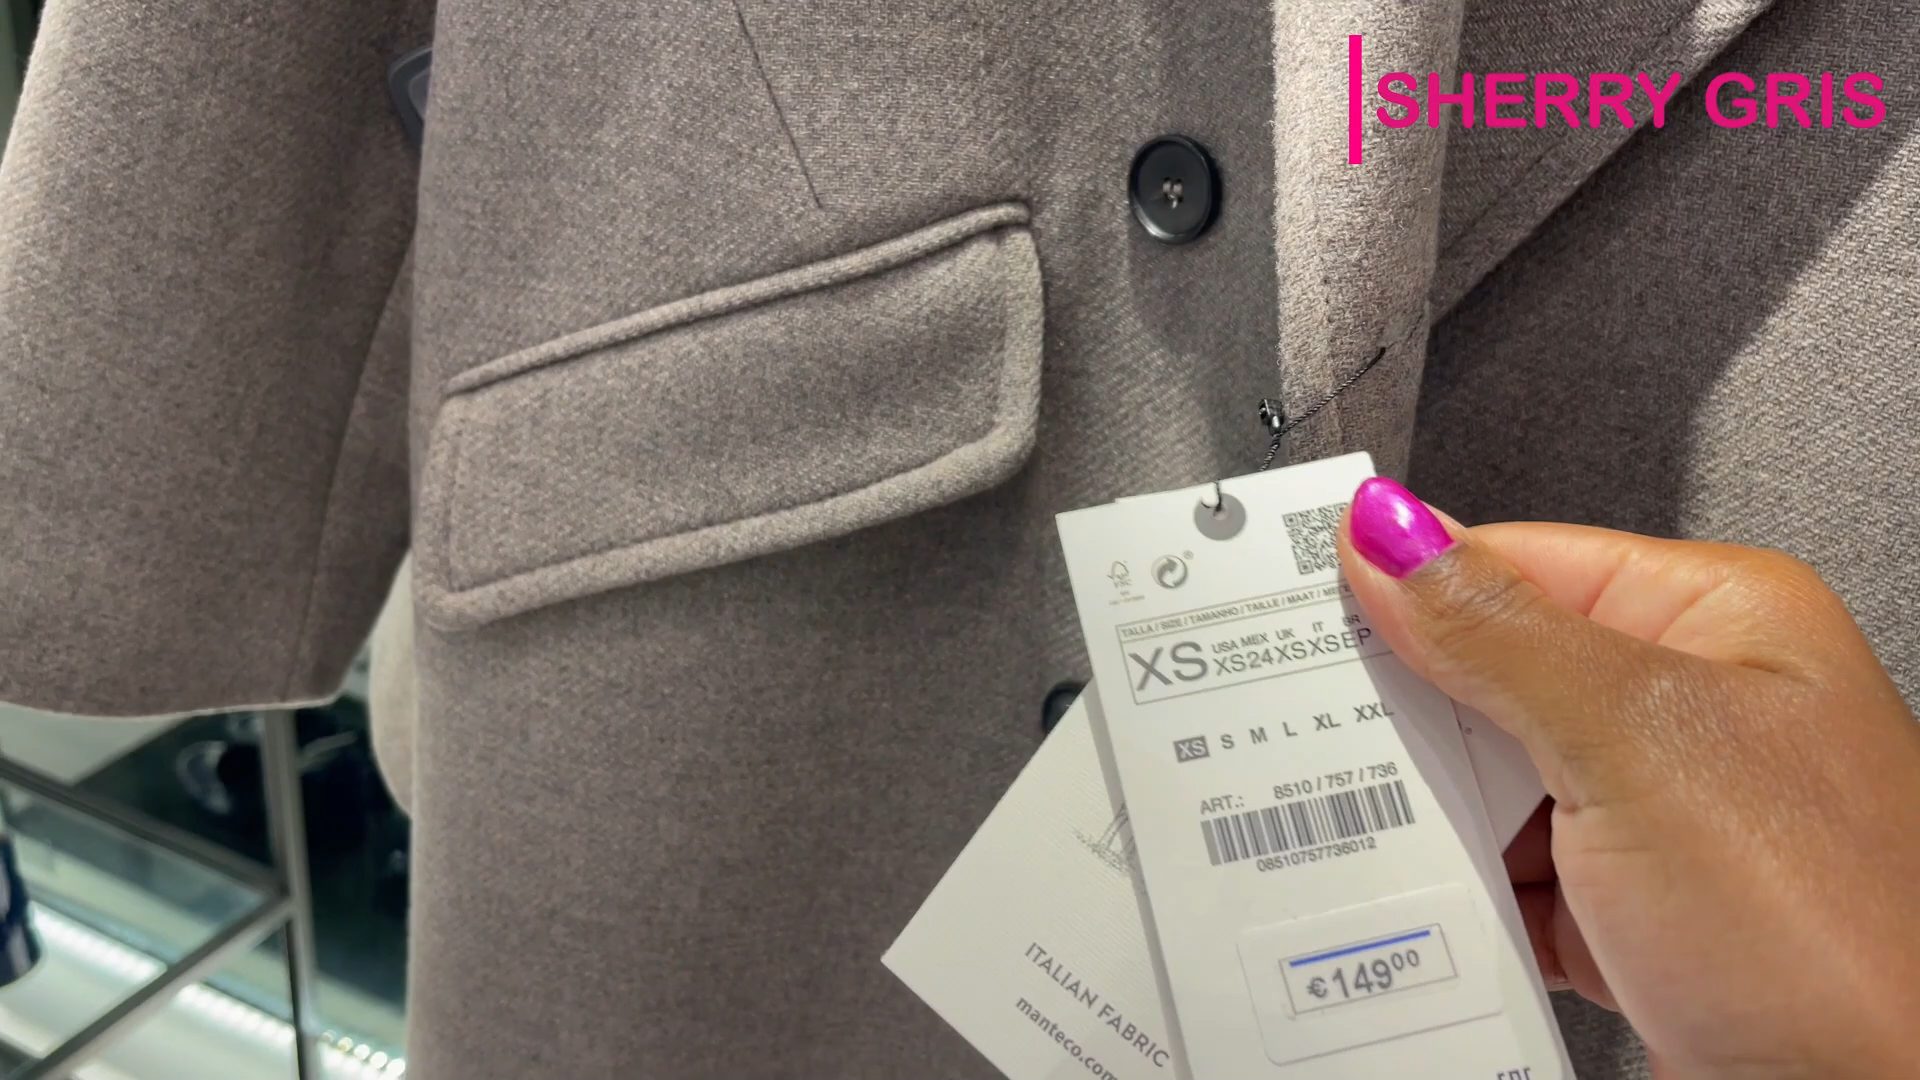 SHERRY GRIS
FSC
TALLA / SIZE / TAMANHO / TAILLE / MAAT /
XS
USA MEX UK IT BR
XS 24 XS XS EP
XS S M L XL XXL
ART.: 8510 / 757 / 736
08510757736012
€14900
ITALIAN FABRIC
manteco.com